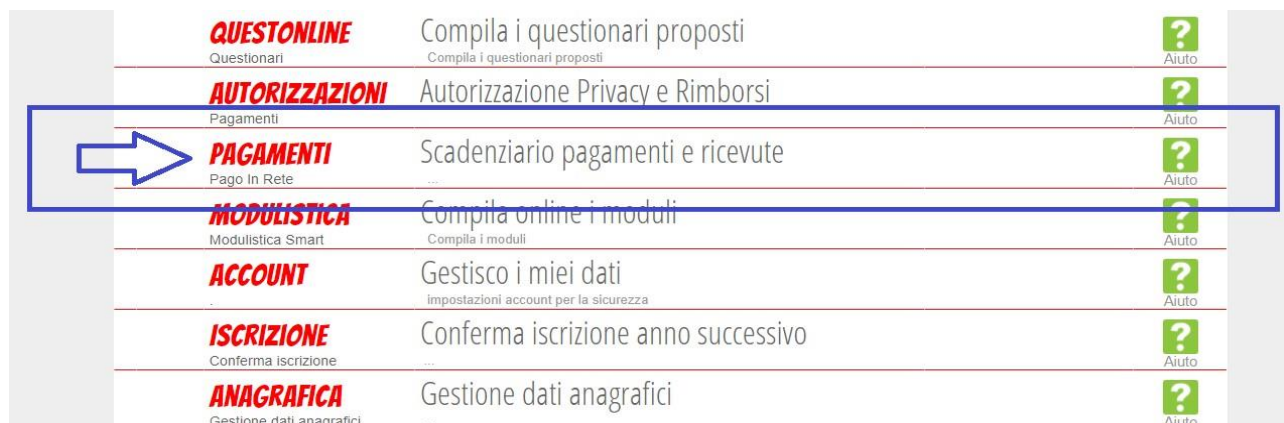 QUESTONLINE Compila i questionari proposti
Questionari Compila i questionari proposti Aiuto
AUTORIZZAZIONI Autorizzazione Privacy e Rimborsi
Pagamenti Aiuto
PAGAMENTI Scadenziario pagamenti e ricevute
Pago In Rete ... Aiuto
MODULISTICA Compila online i moduli
Modulistica Smart Compila i moduli Aiuto
ACCOUNT Gestisco i miei dati
. impostazioni account per la sicurezza Aiuto
ISCRIZIONE Conferma iscrizione anno successivo
Conferma iscrizione ... Aiuto
ANAGRAFICA Gestione dati anagrafici
Gestione dati anagrafici Aiuto